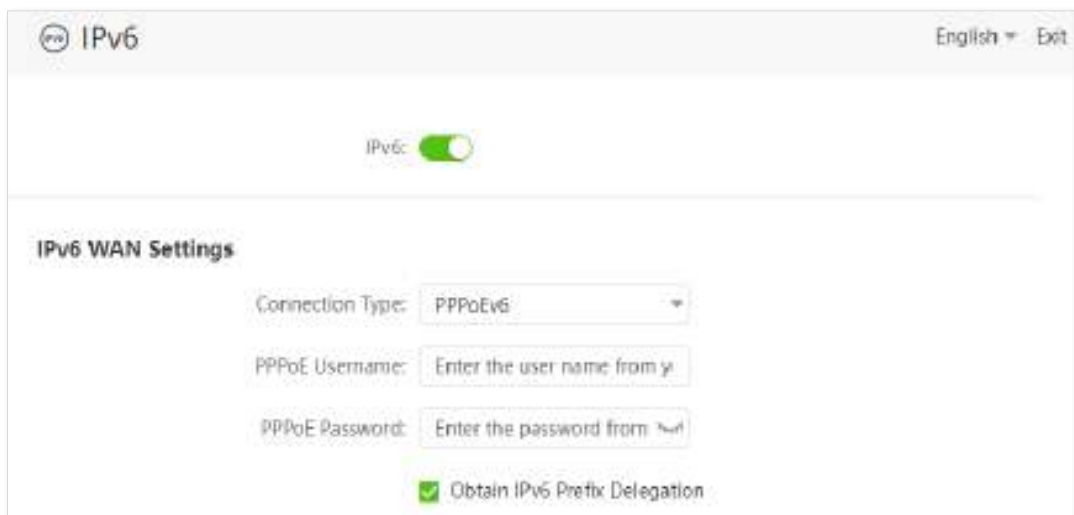 IPv6 IPv6 English Exit
IPv6:
IPv6 WAN Settings
Connection Type: PPPoEv6
PPPoE Username: Enter the user name from y
PPPoE Password: Enter the password from
Obtain IPv6 Prefix Delegation